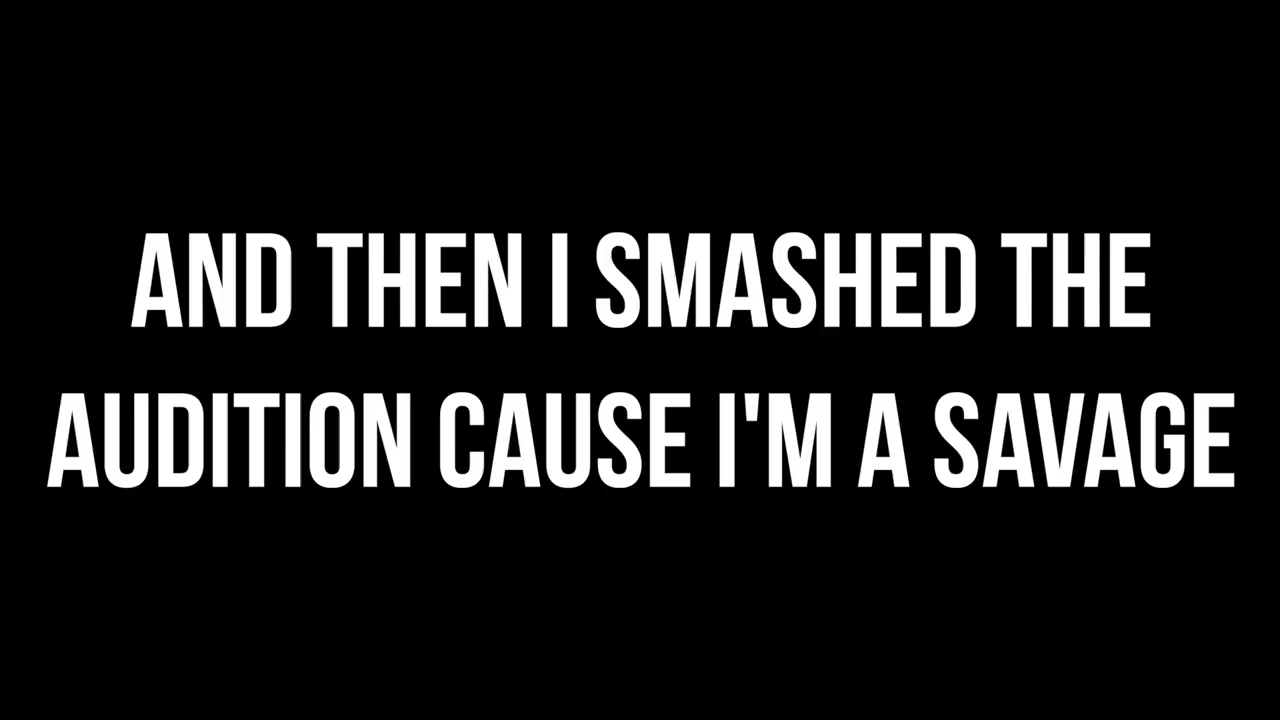 AND THEN I SMASHED THE
AUDITION CAUSE I'M A SAVAGE